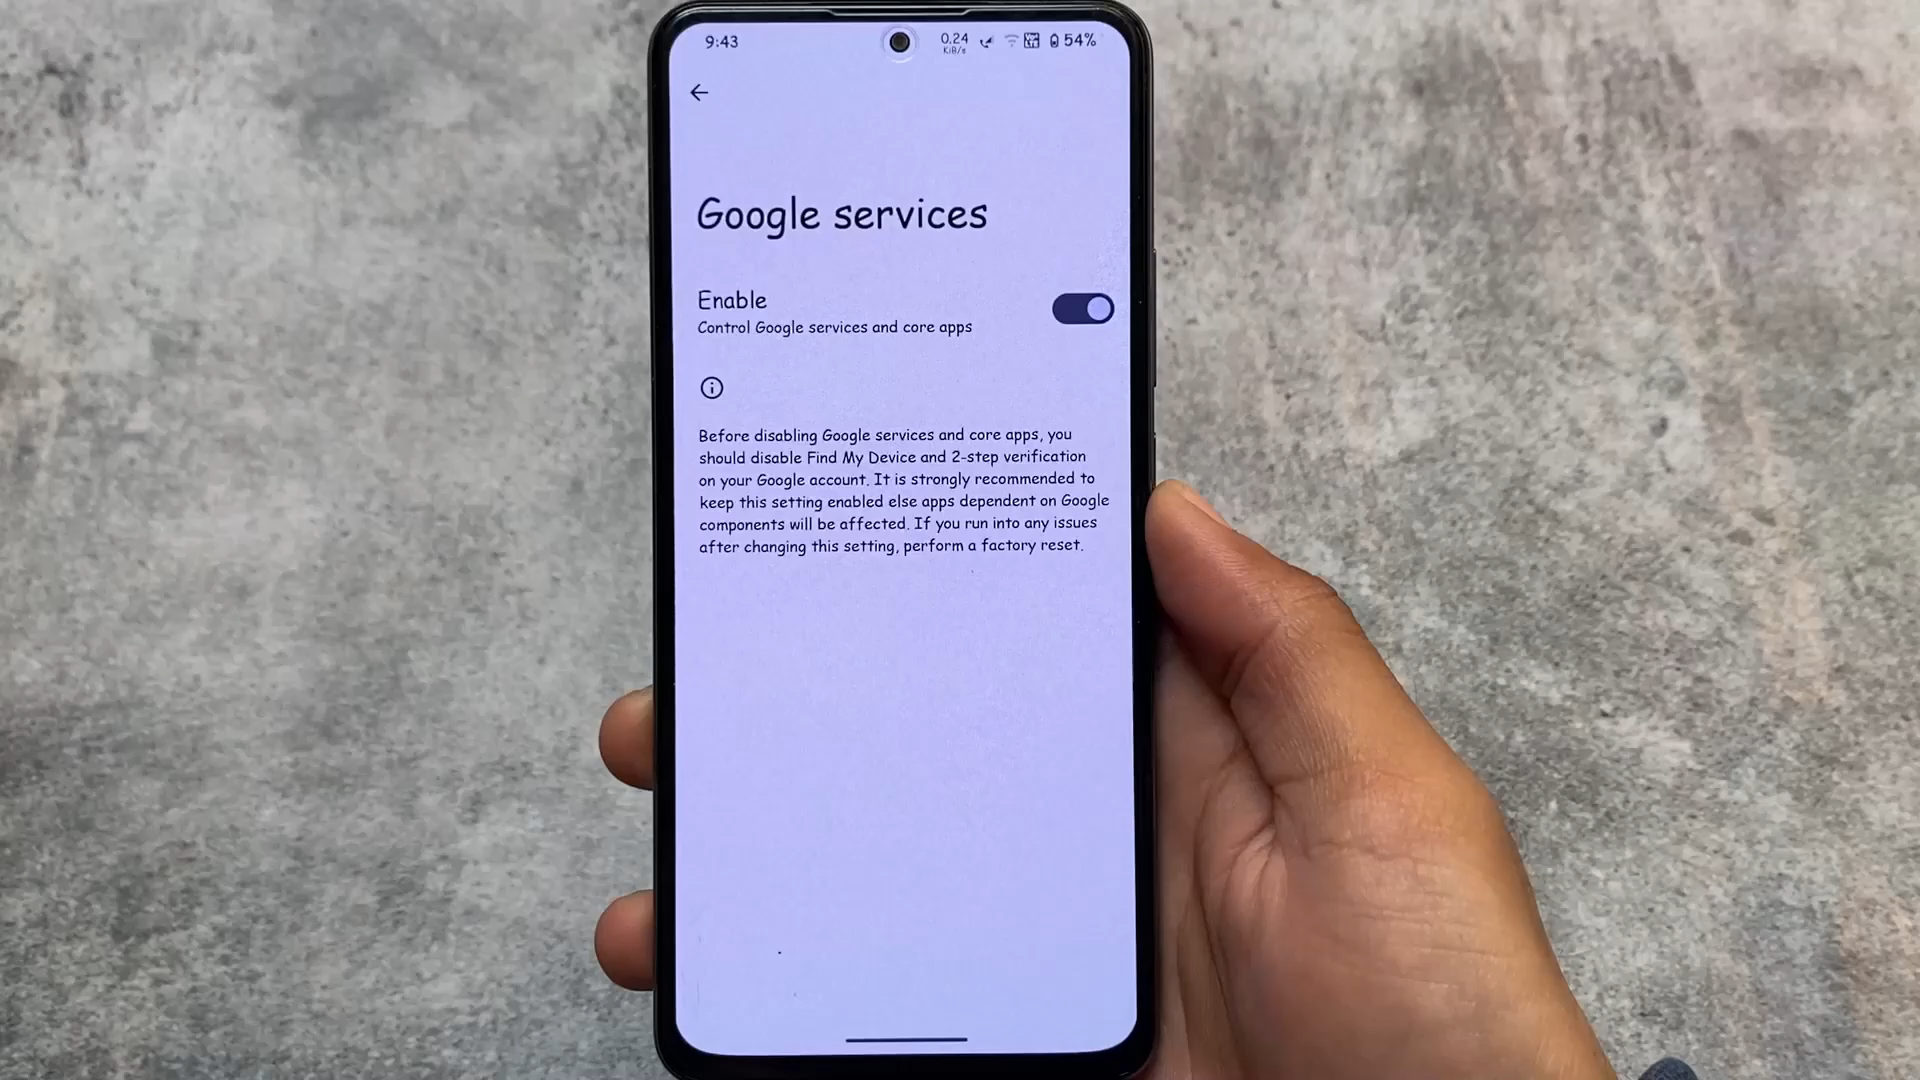 9:43
0.24
KiB/s
54%
Google services
Enable
Control Google services and core apps
Before disabling Google services and core apps, you
should disable Find My Device and 2-step verification
on your Google account. It is strongly recommended to
keep this setting enabled else apps dependent on Google
components will be affected. If you run into any issues
after changing this setting, perform a factory reset.